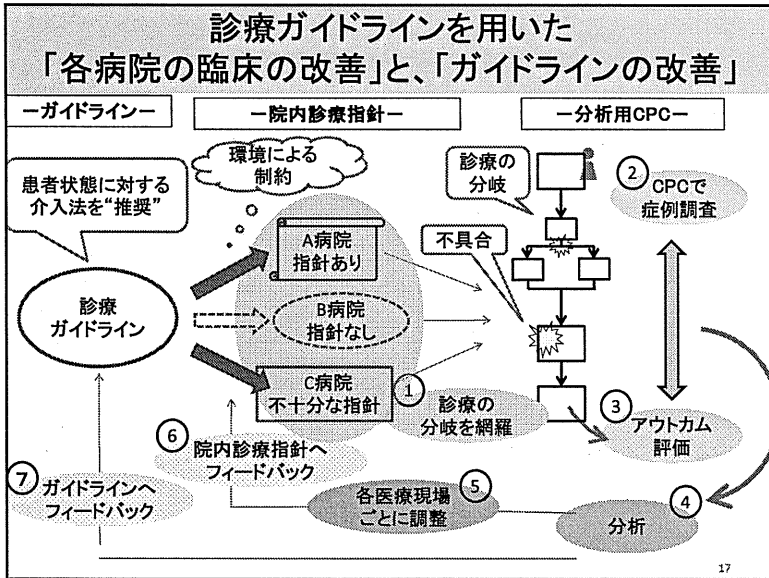 診療ガイドラインを用いた
「各病院の臨床の改善」と、「ガイドラインの改善」
－ガイドライン－
－院内診療指針－
－分析用CPC－
環境による
制約
患者状態に対する
介入法を“推奨”
診療の
分岐
②
CPCで
症例調査
A病院
指針あり
不具合
診療
ガイドライン
B病院
指針なし
C病院
不十分な指針
①
診療の
分岐を網羅
③
アウトカム
評価
⑥
院内診療指針へ
フィードバック
⑦
ガイドラインへ
フィードバック
各医療現場
ごとに調整
⑤
分析
④
17